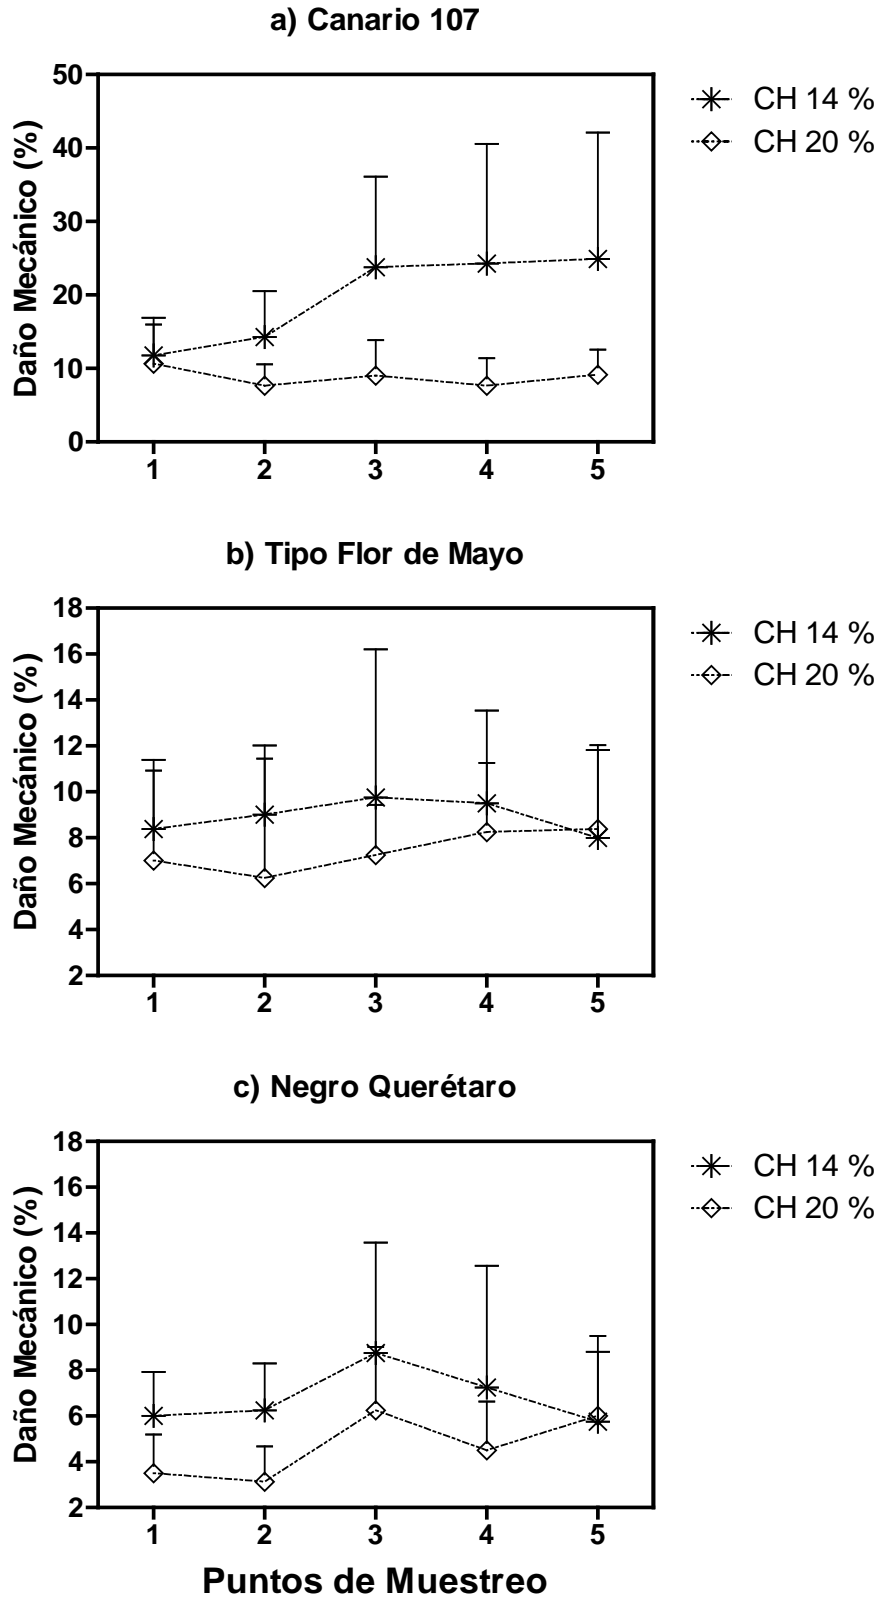 a) Canario 107
Daño Mecánico (%)
50
40
30
20
10
0
1 2 3 4 5
CH 14 %
CH 20 %
b) Tipo Flor de Mayo
Daño Mecánico (%)
18
16
14
12
10
8
6
4
2
1 2 3 4 5
CH 14 %
CH 20 %
c) Negro Querétaro
Daño Mecánico (%)
18
16
14
12
10
8
6
4
2
1 2 3 4 5
CH 14 %
CH 20 %
Puntos de Muestreo